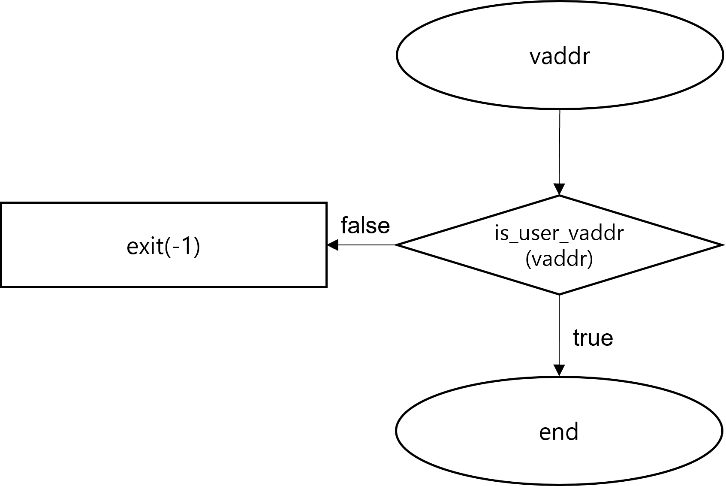 vaddr
is_user_vaddr
(vaddr)
false
exit(-1)
true
end